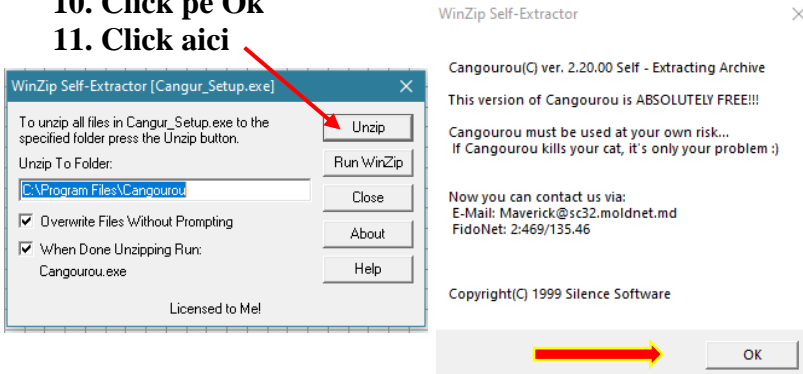 10. Click pe Ok
11. Click aici
WinZip Self-Extractor [Cangur_Setup.exe]
To unzip all files in Cangur_Setup.exe to the
specified folder press the Unzip button.
Unzip To Folder:
C:\Program Files\Cangourou
Overwrite Files Without Prompting
When Done Unzipping Run:
Cangourou.exe
Licensed to Me!
Unzip
Run WinZip
Close
About
Help
WinZip Self-Extractor
Cangourou(C) ver. 2.20.00 Self - Extracting Archive
This version of Cangourou is ABSOLUTELY FREE!!!
Cangourou must be used at your own risk...
If Cangourou kills your cat, it's only your problem :)
Now you can contact us via:
E-Mail: Maverick@sc32.moldnet.md
FidoNet: 2:469/135.46
Copyright(C) 1999 Silence Software
OK